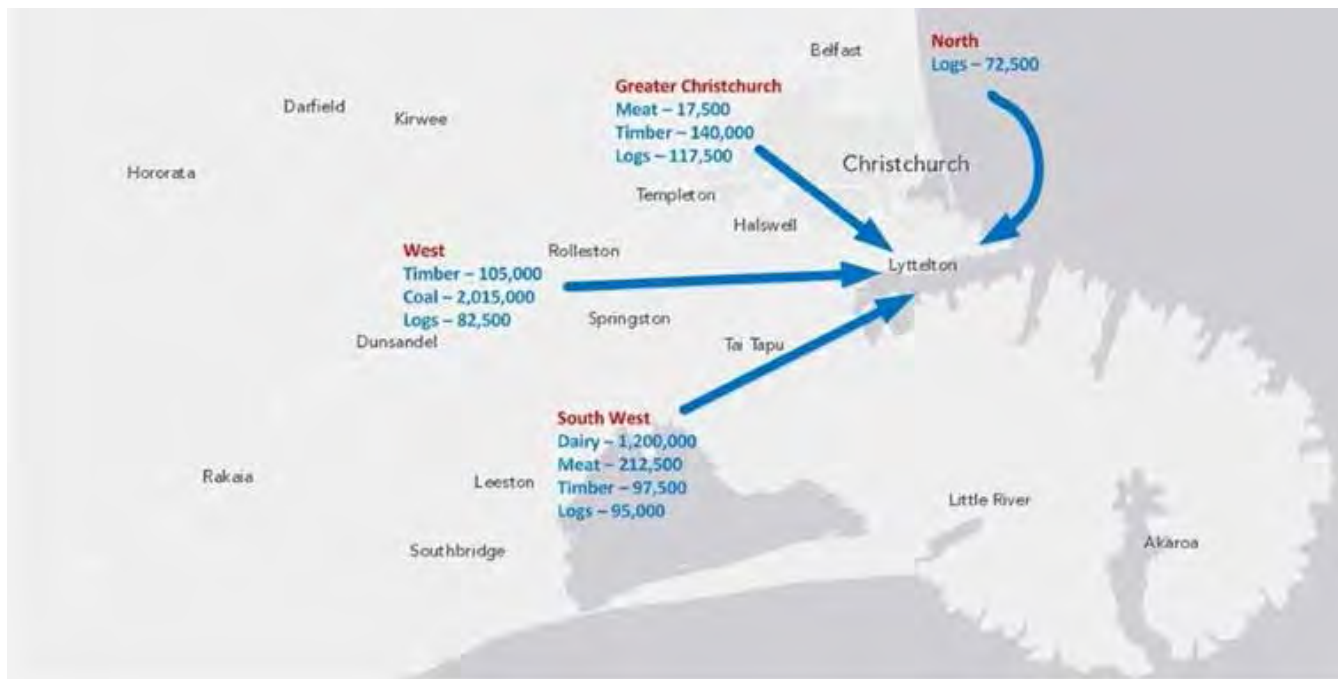 Belfast
North
Logs – 72,500
Greater Christchurch
Meat – 17,500
Timber – 140,000
Logs – 117,500
Darfield
Kirwee
Christchurch
Hororata
Templeton
Halswell
West
Timber – 105,000
Coal – 2,015,000
Logs – 82,500
Rolleston
Lyttelton
Springston
Dunsandel
Tai Tapu
South West
Dairy – 1,200,000
Meat – 212,500
Timber – 97,500
Logs – 95,000
Rakaia
Leeston
Little River
Southbridge
Akaroa